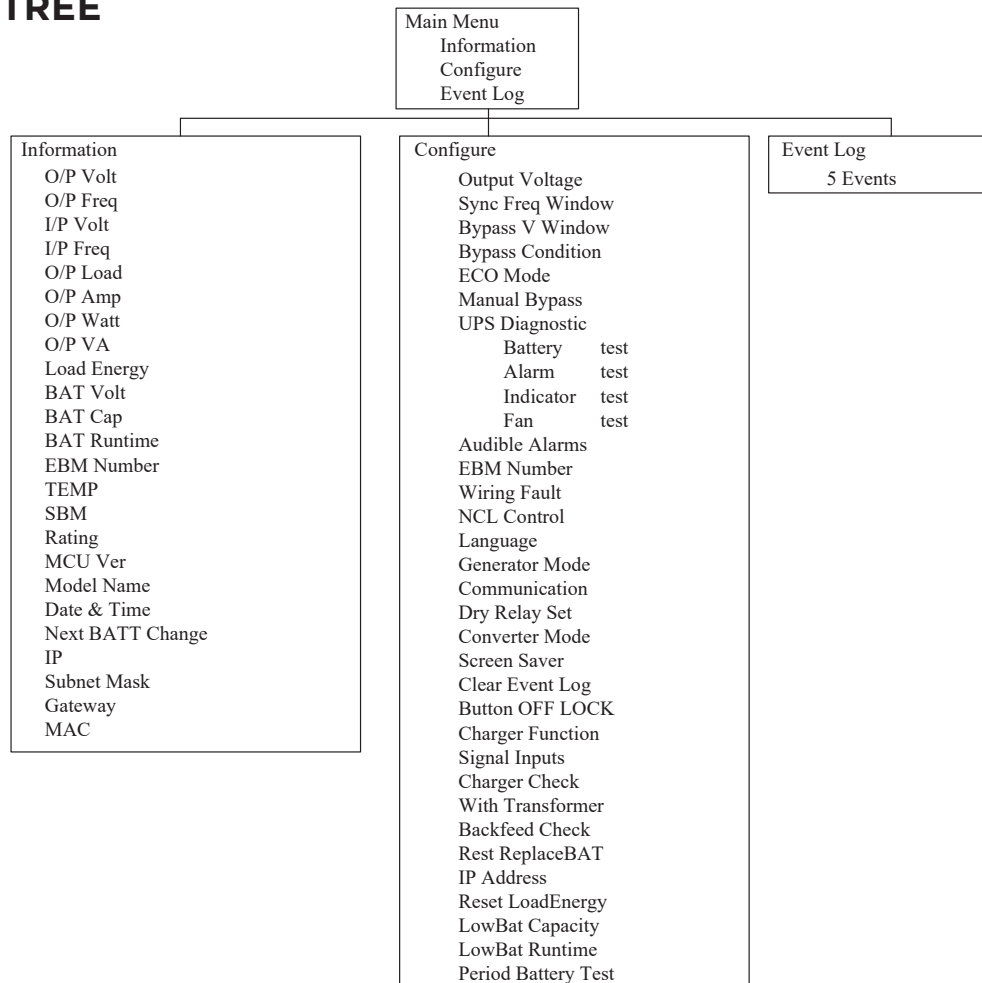 TREE
Main Menu
Information
Configure
Event Log
Information
O/P Volt
O/P Freq
I/P Volt
I/P Freq
O/P Load
O/P Amp
O/P Watt
O/P VA
Load Energy
BAT Volt
BAT Cap
BAT Runtime
EBM Number
TEMP
SBM
Rating
MCU Ver
Model Name
Date & Time
Next BATT Change
IP
Subnet Mask
Gateway
MAC
Configure
Output Voltage
Sync Freq Window
Bypass V Window
Bypass Condition
ECO Mode
Manual Bypass
UPS Diagnostic
Battery test
Alarm test
Indicator test
Fan test
Audible Alarms
EBM Number
Wiring Fault
NCL Control
Language
Generator Mode
Communication
Dry Relay Set
Converter Mode
Screen Saver
Clear Event Log
Button OFF LOCK
Charger Function
Signal Inputs
Charger Check
With Transformer
Backfeed Check
Rest ReplaceBAT
IP Address
Reset LoadEnergy
LowBat Capacity
LowBat Runtime
Period Battery Test
Event Log
5 Events